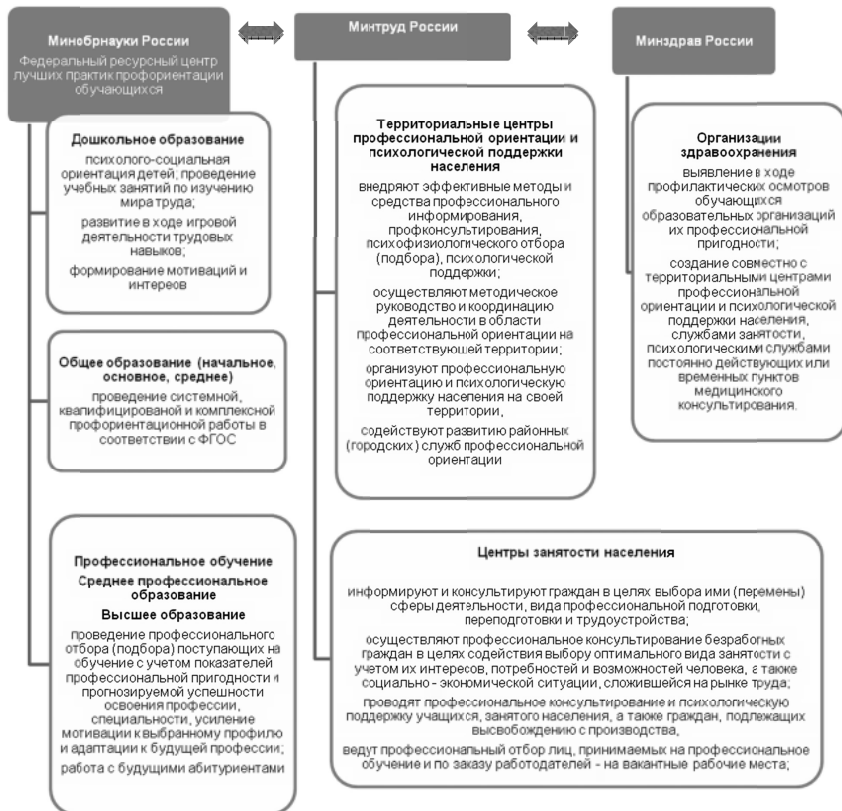 Минобрнауки России
Федеральный ресурсный центр
лучших практик профориентации
обучающихся
Дошкольное образование
психолого-социальная
ориентация детей; проведение
учебных занятий по изучению
мира труда;
развитие в ходе игровой
деятельности трудовых
навыков;
формирование мотиваций и
интереов
Общее образование (начальное,
основное, среднее)
проведение системной,
квалифицированой и комплексной
профориентационной работы в
соответствии с ФГОС
Профессиональное обучение
Среднее профессиональное
образование
Высшее образование
проведение профессионального
отбора (подбора) поступающих на
обучение с учетом показателей
профессиональной пригодности и
прогнозируемой успешности
освоения профессии,
специальности, усиление
мотивации к выбранному профилю
и адаптации к будущей профессии;
работа с будущими абитуриентами
Минтруд России
Территориальные центры
профессиональной ориентации и
психологической поддержки
населения
внедряют эффективные методы и
средства профессионального
информирования,
профконсультирования,
психофизиологического отбора
(подбора), психологической
поддержки;
осуществляют методическое
руководство и координацию
деятельности в области
профессиональной ориентации на
соответствующей территории;
организуют профессиональную
ориентацию и психологическую
поддержку населения на своей
территории,
содействуют развитию районных
(городских) служб профессиональной
ориентации
Центры занятости населения
информируют и консультируют граждан в целях выбора ими (перемены)
сферы деятельности, вида профессиональной подготовки,
переподготовки и трудоустройства;
осуществляют профессиональное консультирование безработных
граждан в целях содействия выбору оптимального вида занятости с
учетом их интересов, потребностей и возможностей человека, а также
социально - экономической ситуации, сложившейся на рынке труда;
проводят профессиональное консультирование и психологическую
поддержку учащихся, занятого населения, а также граждан, подлежащих
высвобождению с производства,
ведут профессиональный отбор лиц, принимаемых на профессиональное
обучение и по заказу работодателей - на вакантные рабочие места;
Минздрав России
Организации
здравоохранения
выявление в ходе
профилактических осмотров
обучающихся
образовательных организаций
их профессиональной
пригодности;
создание совместно с
территориальными центрами
профессиональной
ориентации и психологической
поддержки населения,
службами занятости,
психологическими службами
постоянно действующих или
временных пунктов
медицинского
консультирования.